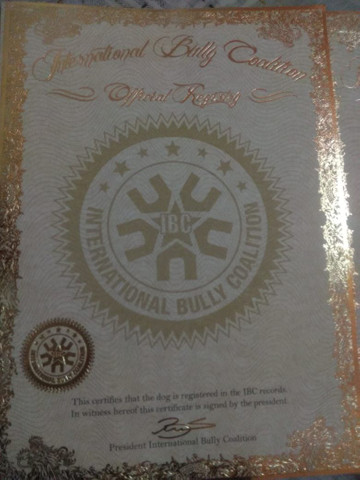 International Bully Coalition
Official Registry
IBC
INTERNATIONAL BULLY COALITION
This certifies that the dog is registered in the IBC records.
In witness hereof this certificate is signed by the president.
President International Bully Coalition